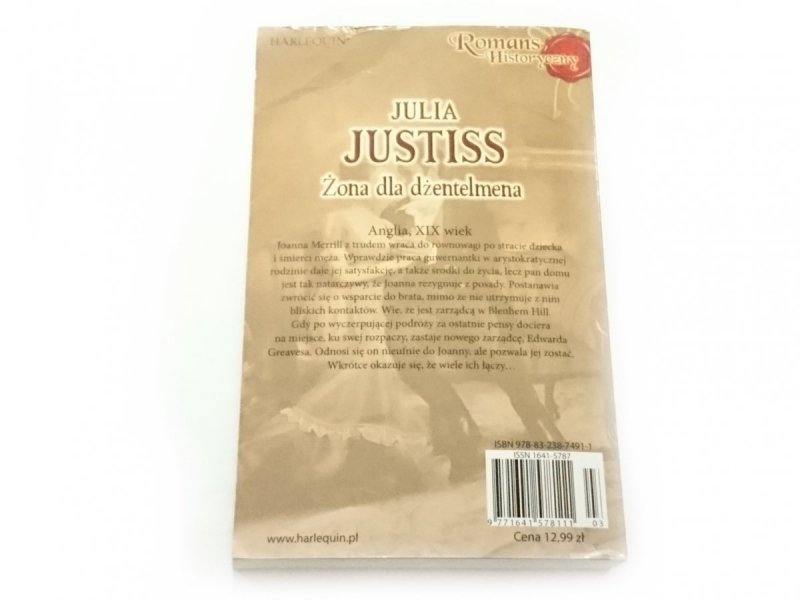 HARLEQUIN®
Romans
Historyczny
JULIA
JUSTISS
Żona dla dżentelmena
Anglia, XIX wiek
Joanna Merrill z trudem wraca do równowagi po stracie dziecka
i śmierci męża. Wprawdzie praca guwernantki w arystokratycznej
rodzinie daje jej satysfakcję, a także środki do życia, lecz pan domu
jest tak natarczywy, że Joanna rezygnuje z posady. Postanawia
zwrócić się o wsparcie do brata, mimo że nie utrzymuje z nim
bliskich kontaktów. Wie, że jest zarządcą w Blenhem Hill.
Gdy po wyczerpującej podróży za ostatnie pensy dociera
na miejsce, ku swej rozpaczy, zastaje nowego zarządcę, Edwarda
Greavesa. Odnosi się on nieufnie do Joanny, ale pozwala jej zostać.
Wkrótce okazuje się, że wiele ich łączy…
ISBN 978-83-238-7491-1
ISSN 1641-5787
9 771641 578111 03
www.harlequin.pl
Cena 12,99 zł